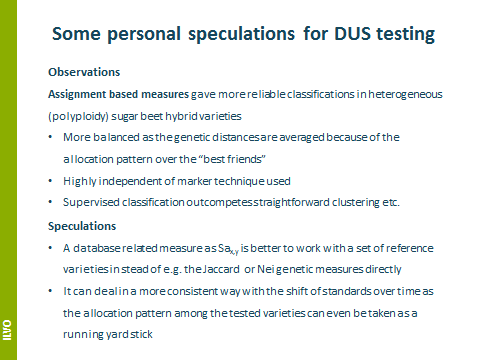 Some personal speculations for DUS testing
Observations
Assignment based measures gave more reliable classifications in heterogeneous
(polyploidy) sugar beet hybrid varieties
• More balanced as the genetic distances are averaged because of the
allocation pattern over the “best friends”
• Highly independent of marker technique used
• Supervised classification outcompetes straightforward clustering etc.
Speculations
• A database related measure as Sax,y is better to work with a set of reference
varieties in stead of e.g. the Jaccard or Nei genetic measures directly
• It can deal in a more consistent way with the shift of standards over time as
the allocation pattern among the tested varieties can even be taken as a
running yard stick
ILVO